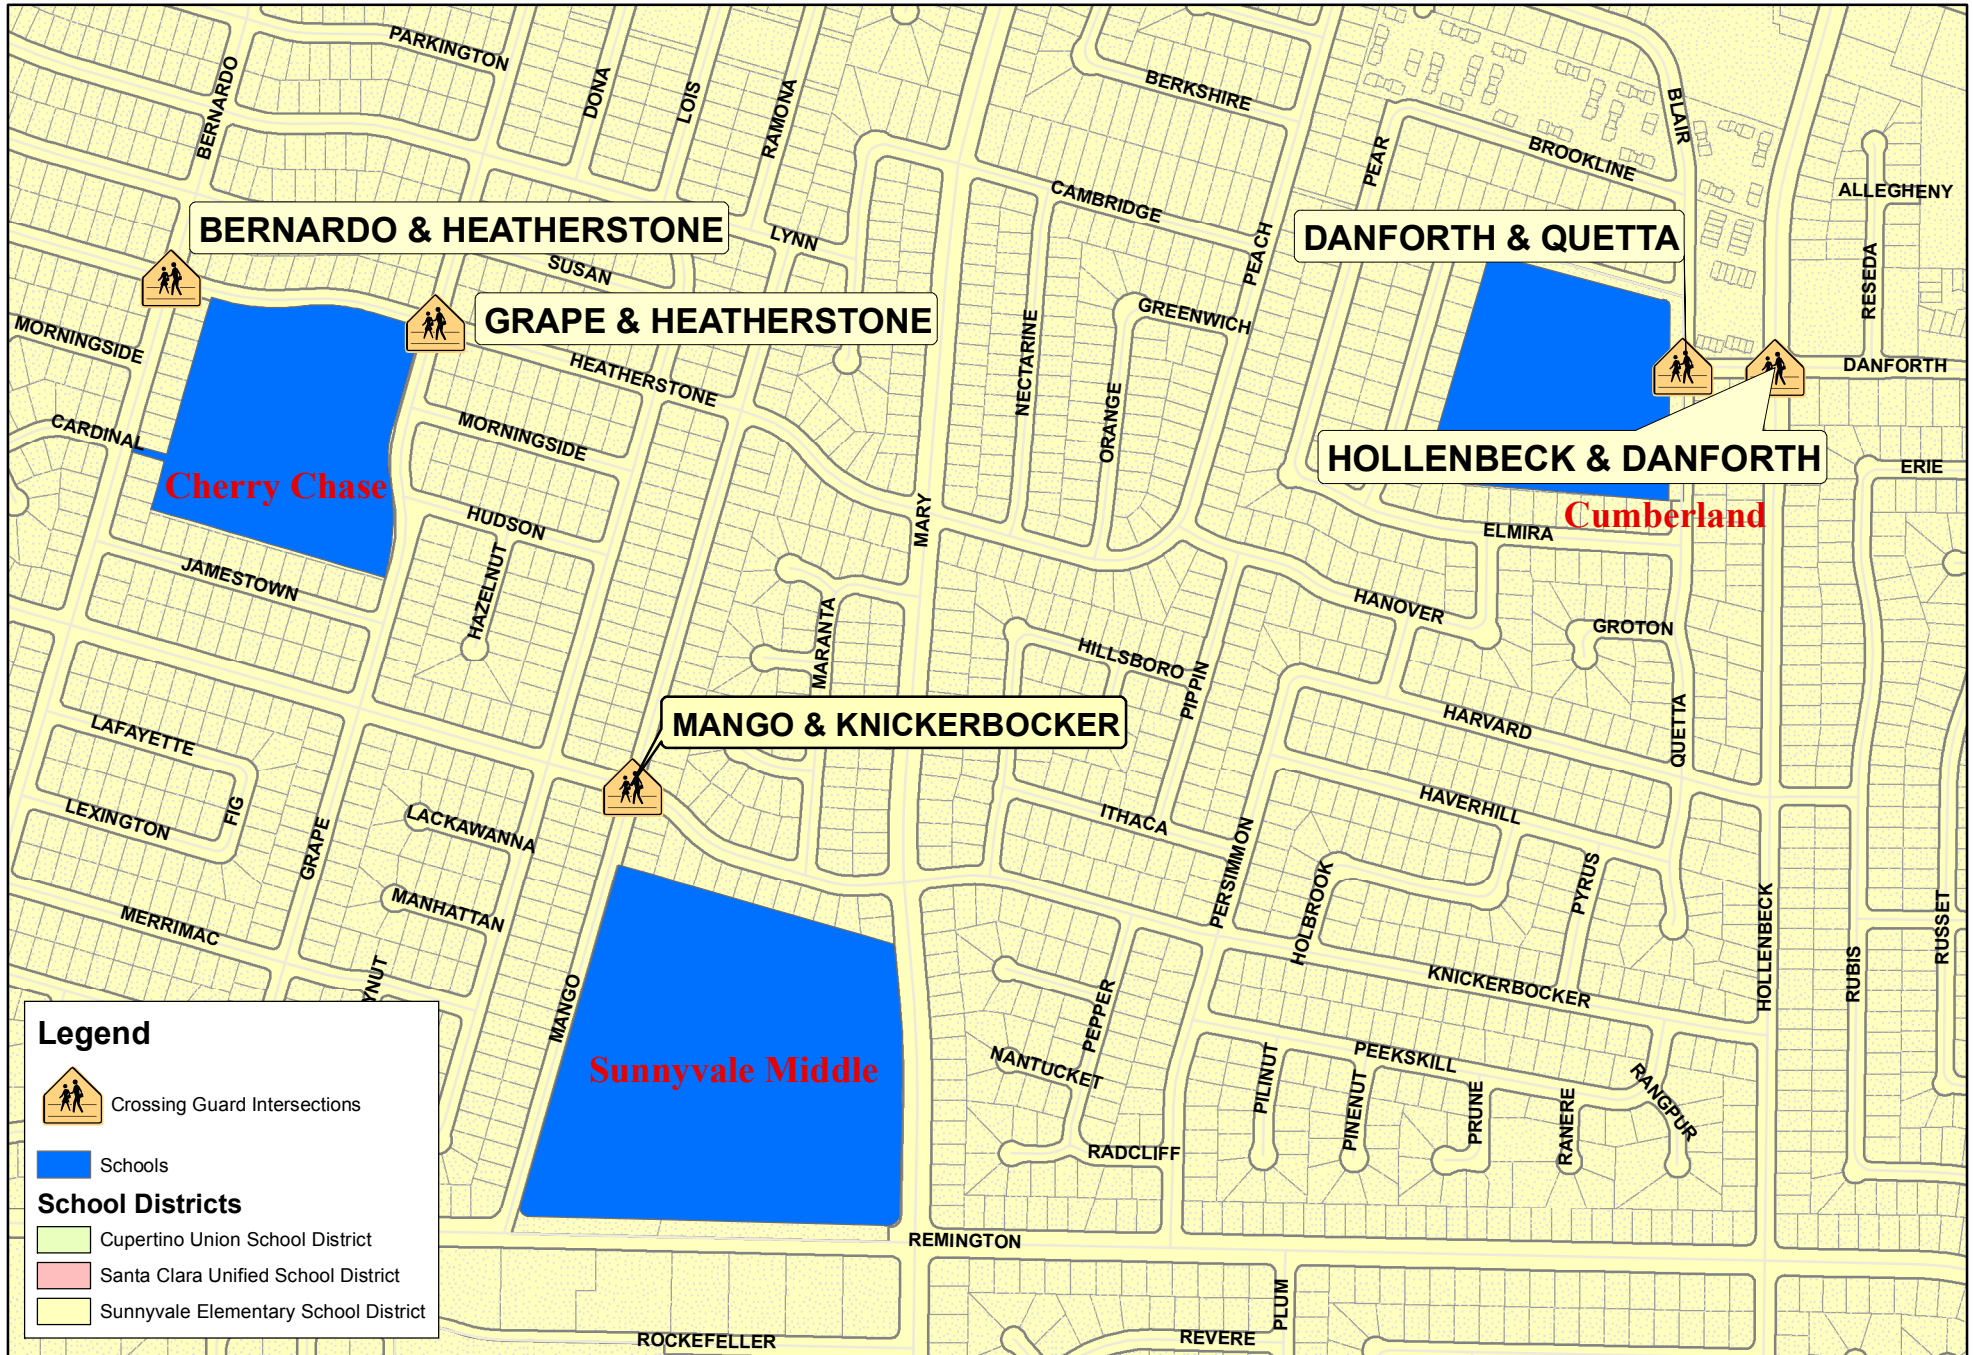 PARKINGTON
BERNARDO
DONA
LOIS
RAMONA
BERKSHIRE
BLAIR
PEAR
BROOKLINE
ALLEGHENY
CAMBRIDGE
BERNARDO & HEATHERSTONE
LYNN
SUSAN
PEACH
DANFORTH & QUETTA
RESEDA
GRAPE & HEATHERSTONE
GREENWICH
MORNINGSIDE
HEATHERSTONE
NECTARINE
ORANGE
DANFORTH
CARDINAL
MORNINGSIDE
HOLLENBECK & DANFORTH
ERIE
Cherry Chase
HUDSON
MARY
ELMIRA
Cumberland
JAMESTOWN
HAZELNUT
HANOVER
GROTON
MARANTA
HILLSBORO
PIPPIN
QUETTA
LAFAYETTE
MANGO & KNICKERBOCKER
HARVARD
LEXINGTON
FIG
GRAPE
LACKAWANNA
ITHACA
HAVERHILL
PERSIMMON
HOLBROOK
PYRUS
MERRIMAC
MANHATTAN
HOLLENBECK
RUSSET
YNUT
MANGO
KNICKERBOCKER
RUBIS
PEPPER
Sunnyvale Middle
NANTUCKET
PEEKSKILL
PILINUT
PINENUT
PRUNE
RANERE
RANGPUR
RADCLIFF
REMINGTON
PLUM
ROCKEFELLER
REVERE
Legend
Crossing Guard Intersections
Schools
School Districts
Cupertino Union School District
Santa Clara Unified School District
Sunnyvale Elementary School District